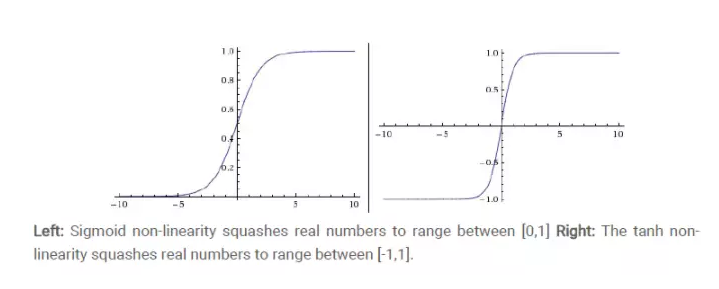 1.0
0.8
0.6
0.4
0.2
-10 -5 5 10
1.0
0.5
-10 -5 5 10
-0.5
-1.0
Left: Sigmoid non-linearity squashes real numbers to range between [0,1] Right: The tanh non-
linearity squashes real numbers to range between [-1,1].